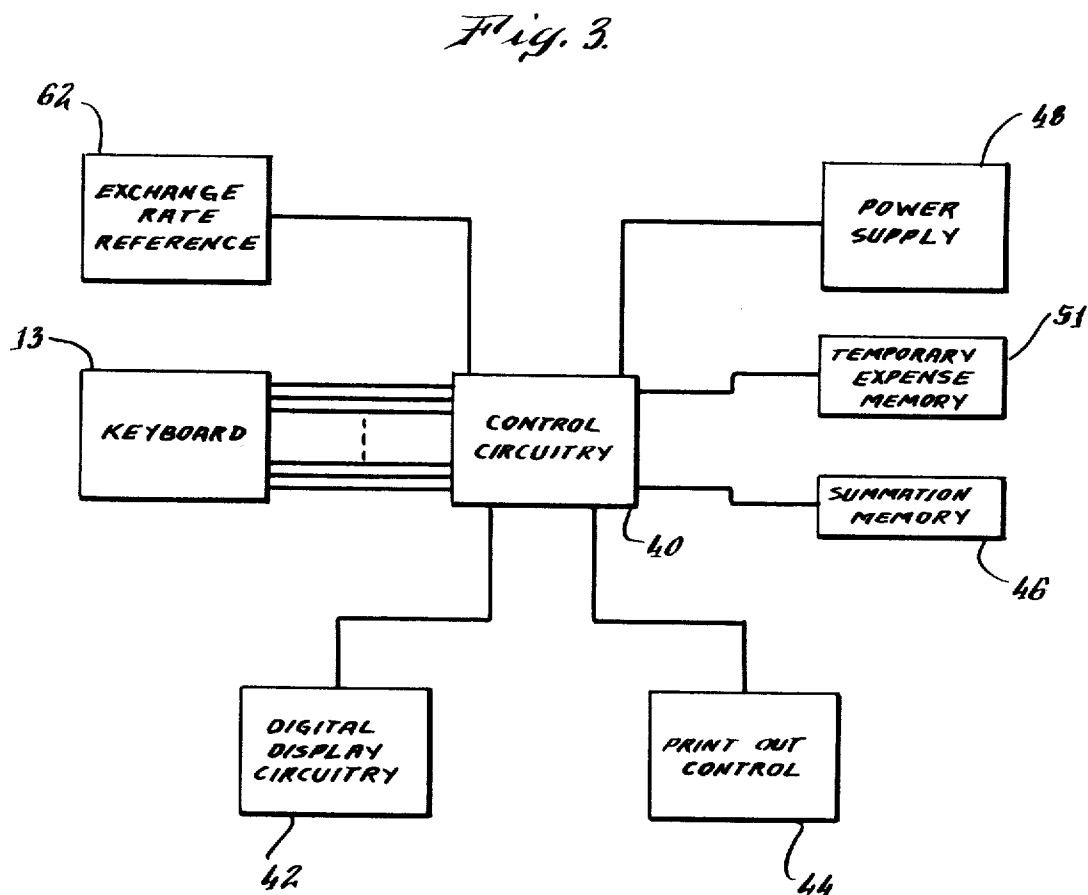 Fig. 3.
62
EXCHANGE
RATE
REFERENCE
48
POWER
SUPPLY
13
KEYBOARD
CONTROL
CIRCUITRY
40
51
TEMPORARY
EXPENSE
MEMORY
SUMMATION
MEMORY
46
DIGITAL
DISPLAY
CIRCUITRY
42
PRINT OUT
CONTROL
44